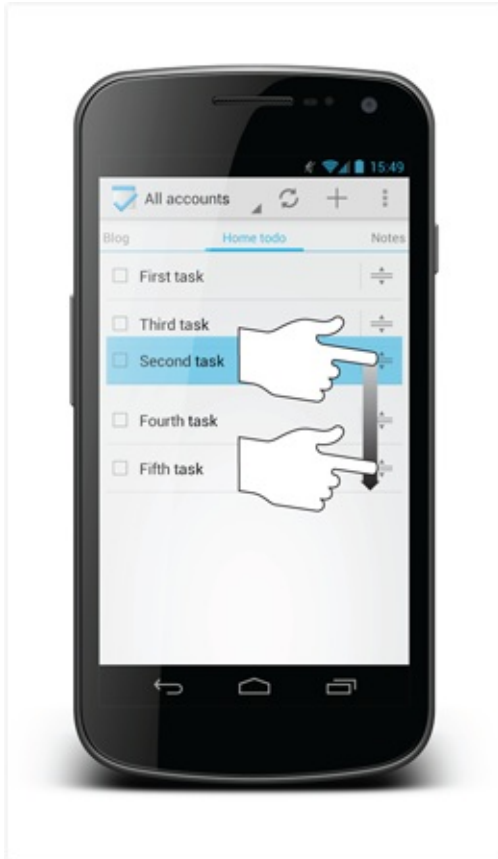 15:49
All accounts
Blog Home todo Notes
First task
Third task
Second task
Fourth task
Fifth task